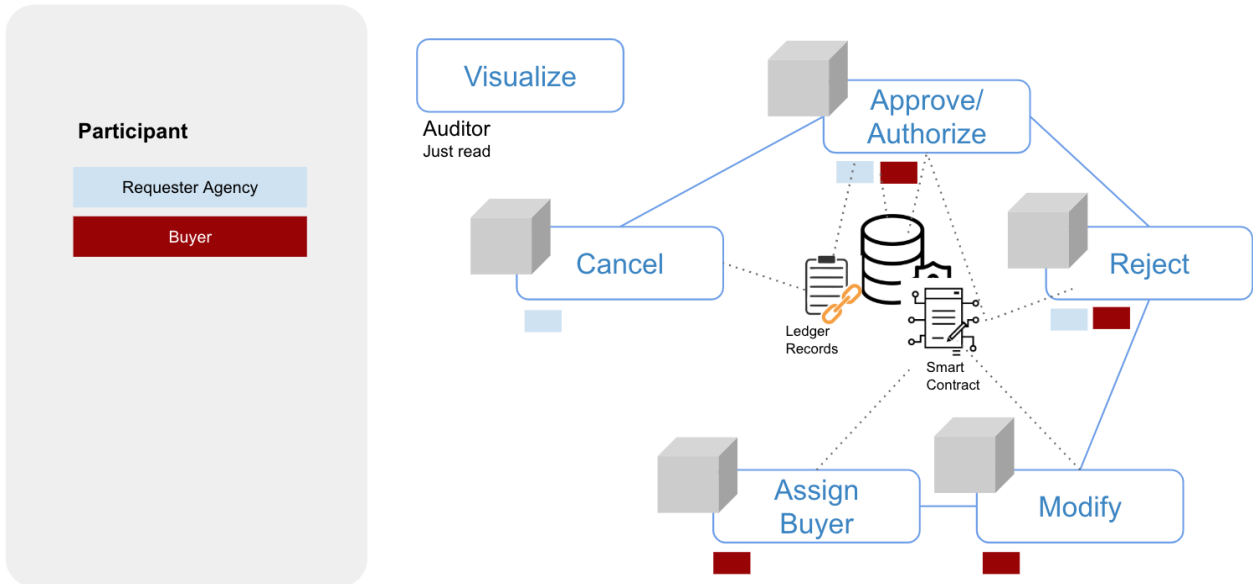 Participant
Requester Agency
Buyer
Visualize
Auditor
Just read
Approve/
Authorize
Cancel
Reject
Ledger
Records
Smart
Contract
Assign
Buyer
Modify